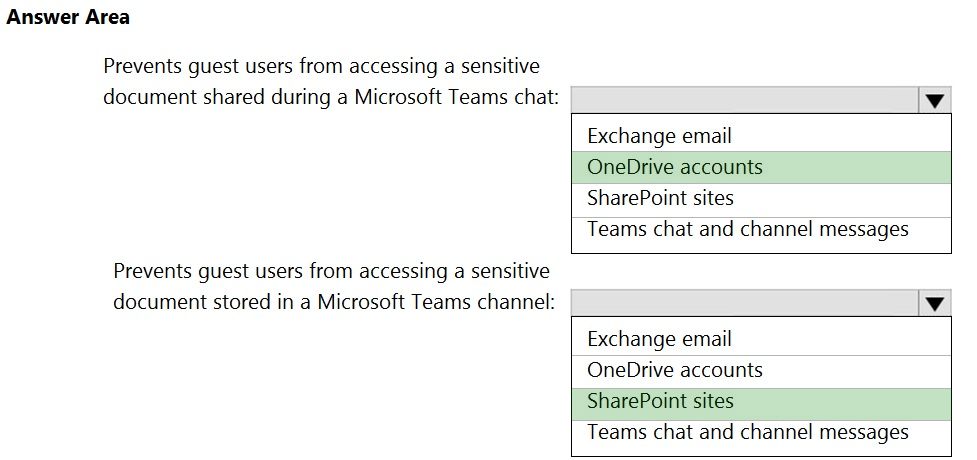 Answer Area
Prevents guest users from accessing a sensitive
document shared during a Microsoft Teams chat:
Exchange email
OneDrive accounts
SharePoint sites
Teams chat and channel messages
Prevents guest users from accessing a sensitive
document stored in a Microsoft Teams channel:
Exchange email
OneDrive accounts
SharePoint sites
Teams chat and channel messages